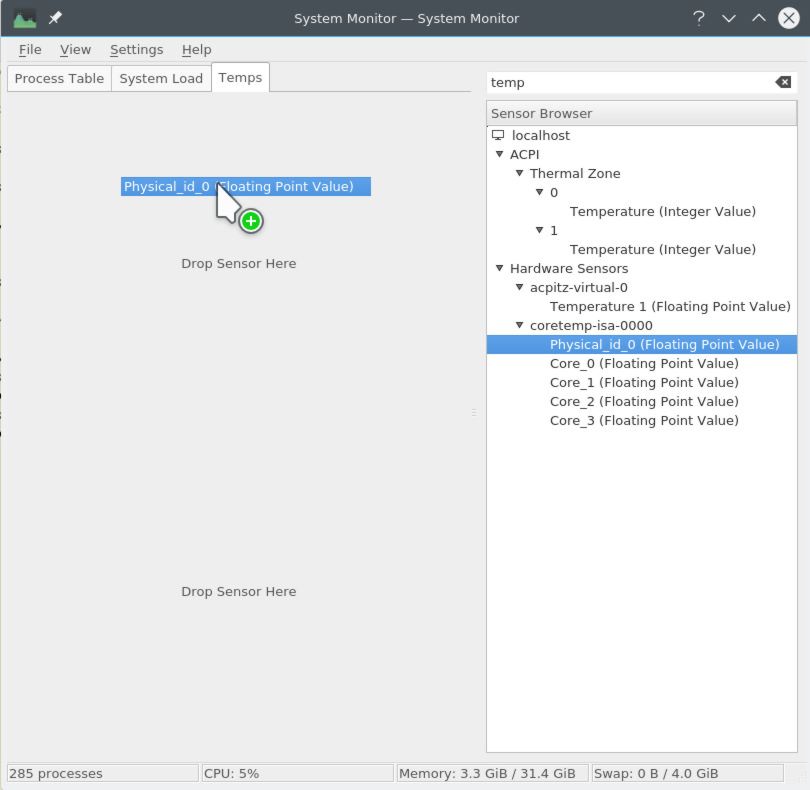 System Monitor — System Monitor
File View Settings Help
Process Table System Load Temps
temp
Sensor Browser
localhost
ACPI
Thermal Zone
0
Temperature (Integer Value)
1
Temperature (Integer Value)
Hardware Sensors
acpitz-virtual-0
Temperature 1 (Floating Point Value)
coretemp-isa-0000
Physical_id_0 (Floating Point Value)
Core_0 (Floating Point Value)
Core_1 (Floating Point Value)
Core_2 (Floating Point Value)
Core_3 (Floating Point Value)
Physical_id_0 (Floating Point Value)
Drop Sensor Here
Drop Sensor Here
285 processes CPU: 5% Memory: 3.3 GiB / 31.4 GiB Swap: 0 B / 4.0 GiB